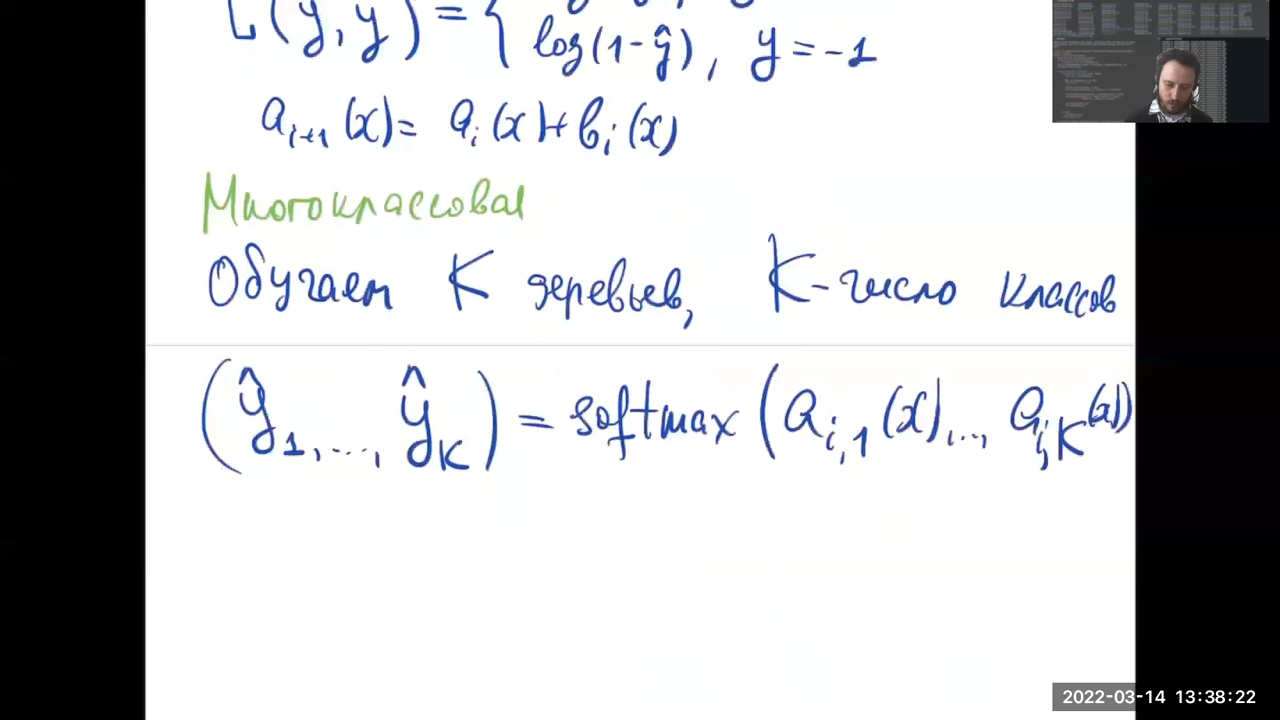 L(ŷ, y) = {
log(1-ŷ), y = -1
a_{i+1}(x) = a_i(x) + b_i(x)
Многоклассовая
Обучаем K деревьев, K-число классов
(ŷ_1, ..., ŷ_K) = softmax (a_{i,1}(x), ..., a_{i,K}(x))
2022-03-14 13:38:22